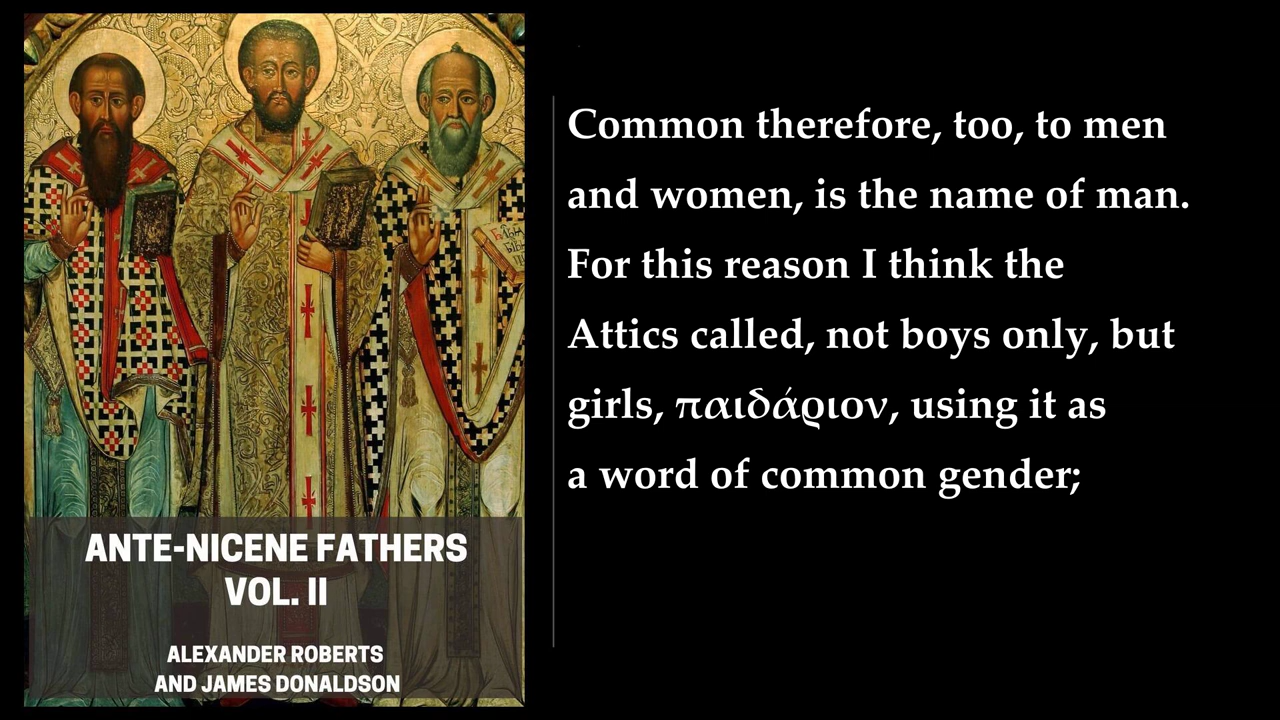 Common therefore, too, to men
and women, is the name of man.
For this reason I think the
Attics called, not boys only, but
girls, παιδάριον, using it as
a word of common gender;
ANTE-NICENE FATHERS
VOL. II
ALEXANDER ROBERTS
AND JAMES DONALDSON